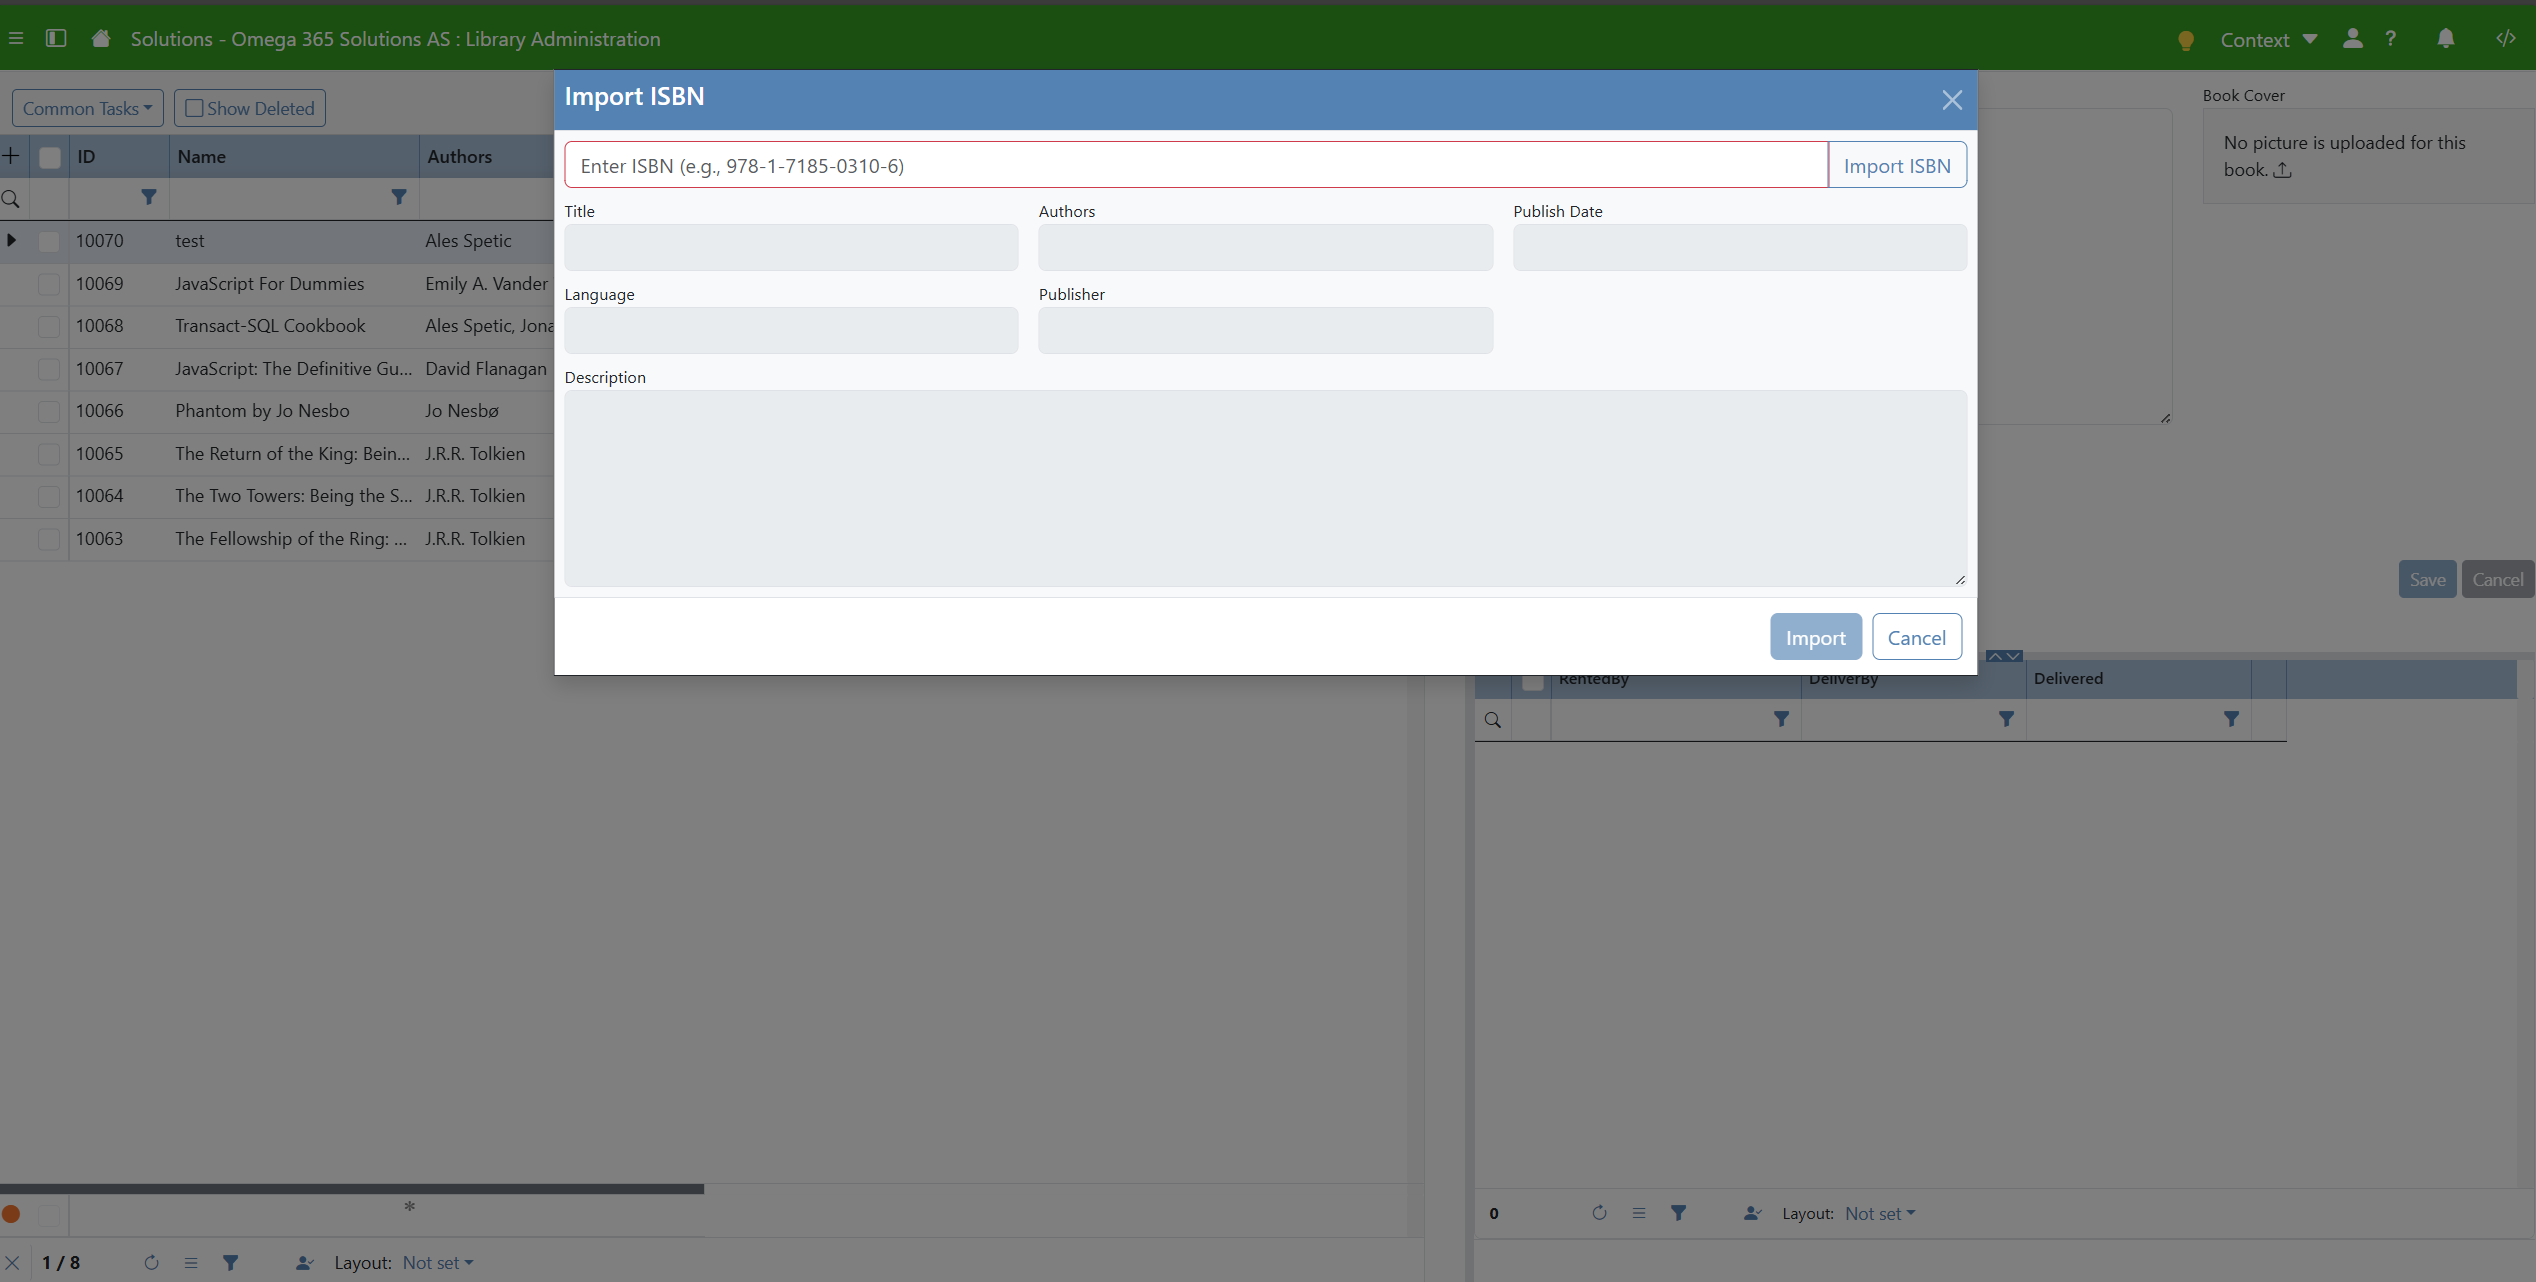 Solutions - Omega 365 Solutions AS : Library Administration
Context
?
</>
Common Tasks
Show Deleted
ID Name Authors
10070 test Ales Spetic
10069 JavaScript For Dummies Emily A. Vander
10068 Transact-SQL Cookbook Ales Spetic, Jona
10067 JavaScript: The Definitive Gu... David Flanagan
10066 Phantom by Jo Nesbo Jo Nesbø
10065 The Return of the King: Bein... J.R.R. Tolkien
10064 The Two Towers: Being the S... J.R.R. Tolkien
10063 The Fellowship of the Ring: ... J.R.R. Tolkien
*
1 / 8
Layout: Not set
Import ISBN
Enter ISBN (e.g., 978-1-7185-0310-6)
Import ISBN
Title
Authors
Publish Date
Language
Publisher
Description
Import
Cancel
Book Cover
No picture is uploaded for this
book.
Save
Cancel
RentedBy DeliverBy Delivered
0
Layout: Not set